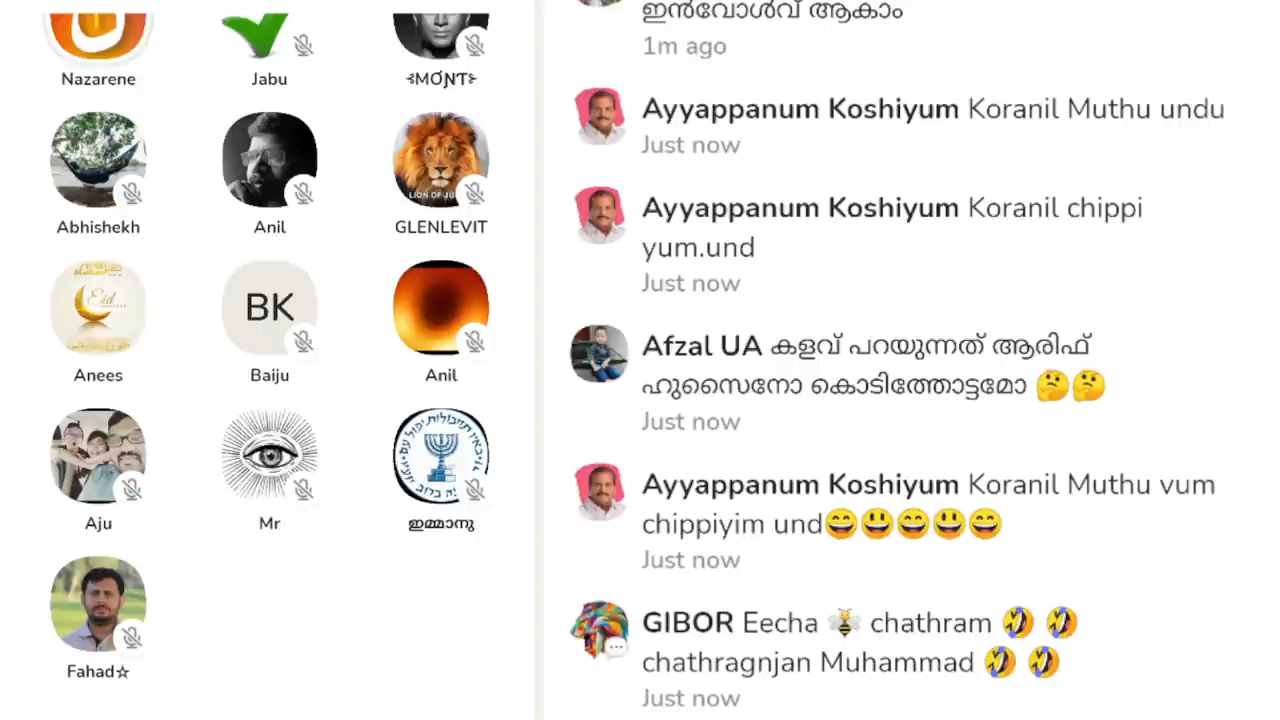 Nazarene
Jabu
⊰MƠƝƬ⊱
Abhishekh
Anil
LION OF JU
GLENLEVIT
Eid
Anees
BK
Baiju
Anil
Aju
Mr
ഇമ്മാനു
Fahad☆
ഇൻവോൾവ് ആകാം
1m ago
Ayyappanum Koshiyum Koranil Muthu undu
Just now
Ayyappanum Koshiyum Koranil chippi
yum.und
Just now
Afzal UA കളവ് പറയുന്നത് ആരിഫ്
ഹുസൈനോ കൊടിത്തോട്ടമോ 🤔🤔
Just now
Ayyappanum Koshiyum Koranil Muthu vum
chippiyim und😄😃😄😃😄
Just now
GIBOR Eecha 🐝 chathram 🤣 🤣
chathragnjan Muhammad 🤣 🤣
Just now